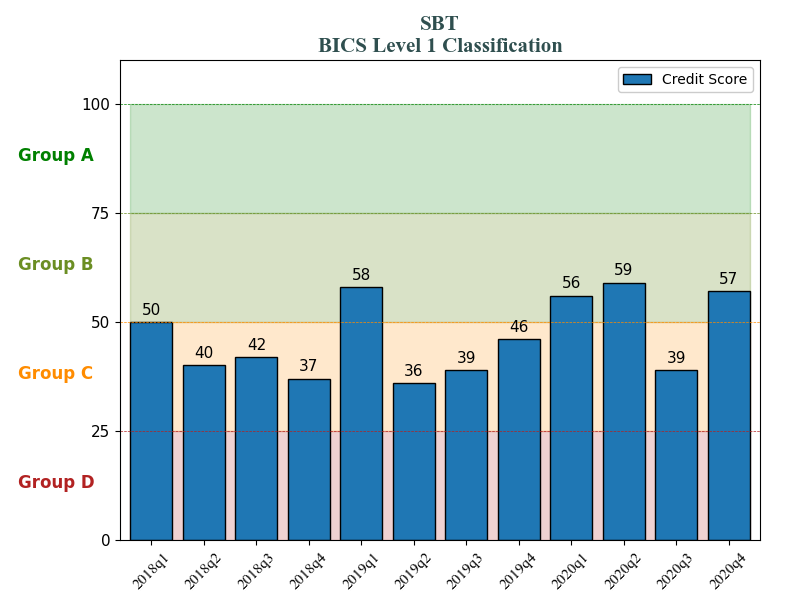 SBT
BICS Level 1 Classification
Credit Score
100
Group A
75
Group B
50
Group C
25
Group D
0
50
40
42
37
58
36
39
46
56
59
39
57
2018q1
2018q2
2018q3
2018q4
2019q1
2019q2
2019q3
2019q4
2020q1
2020q2
2020q3
2020q4